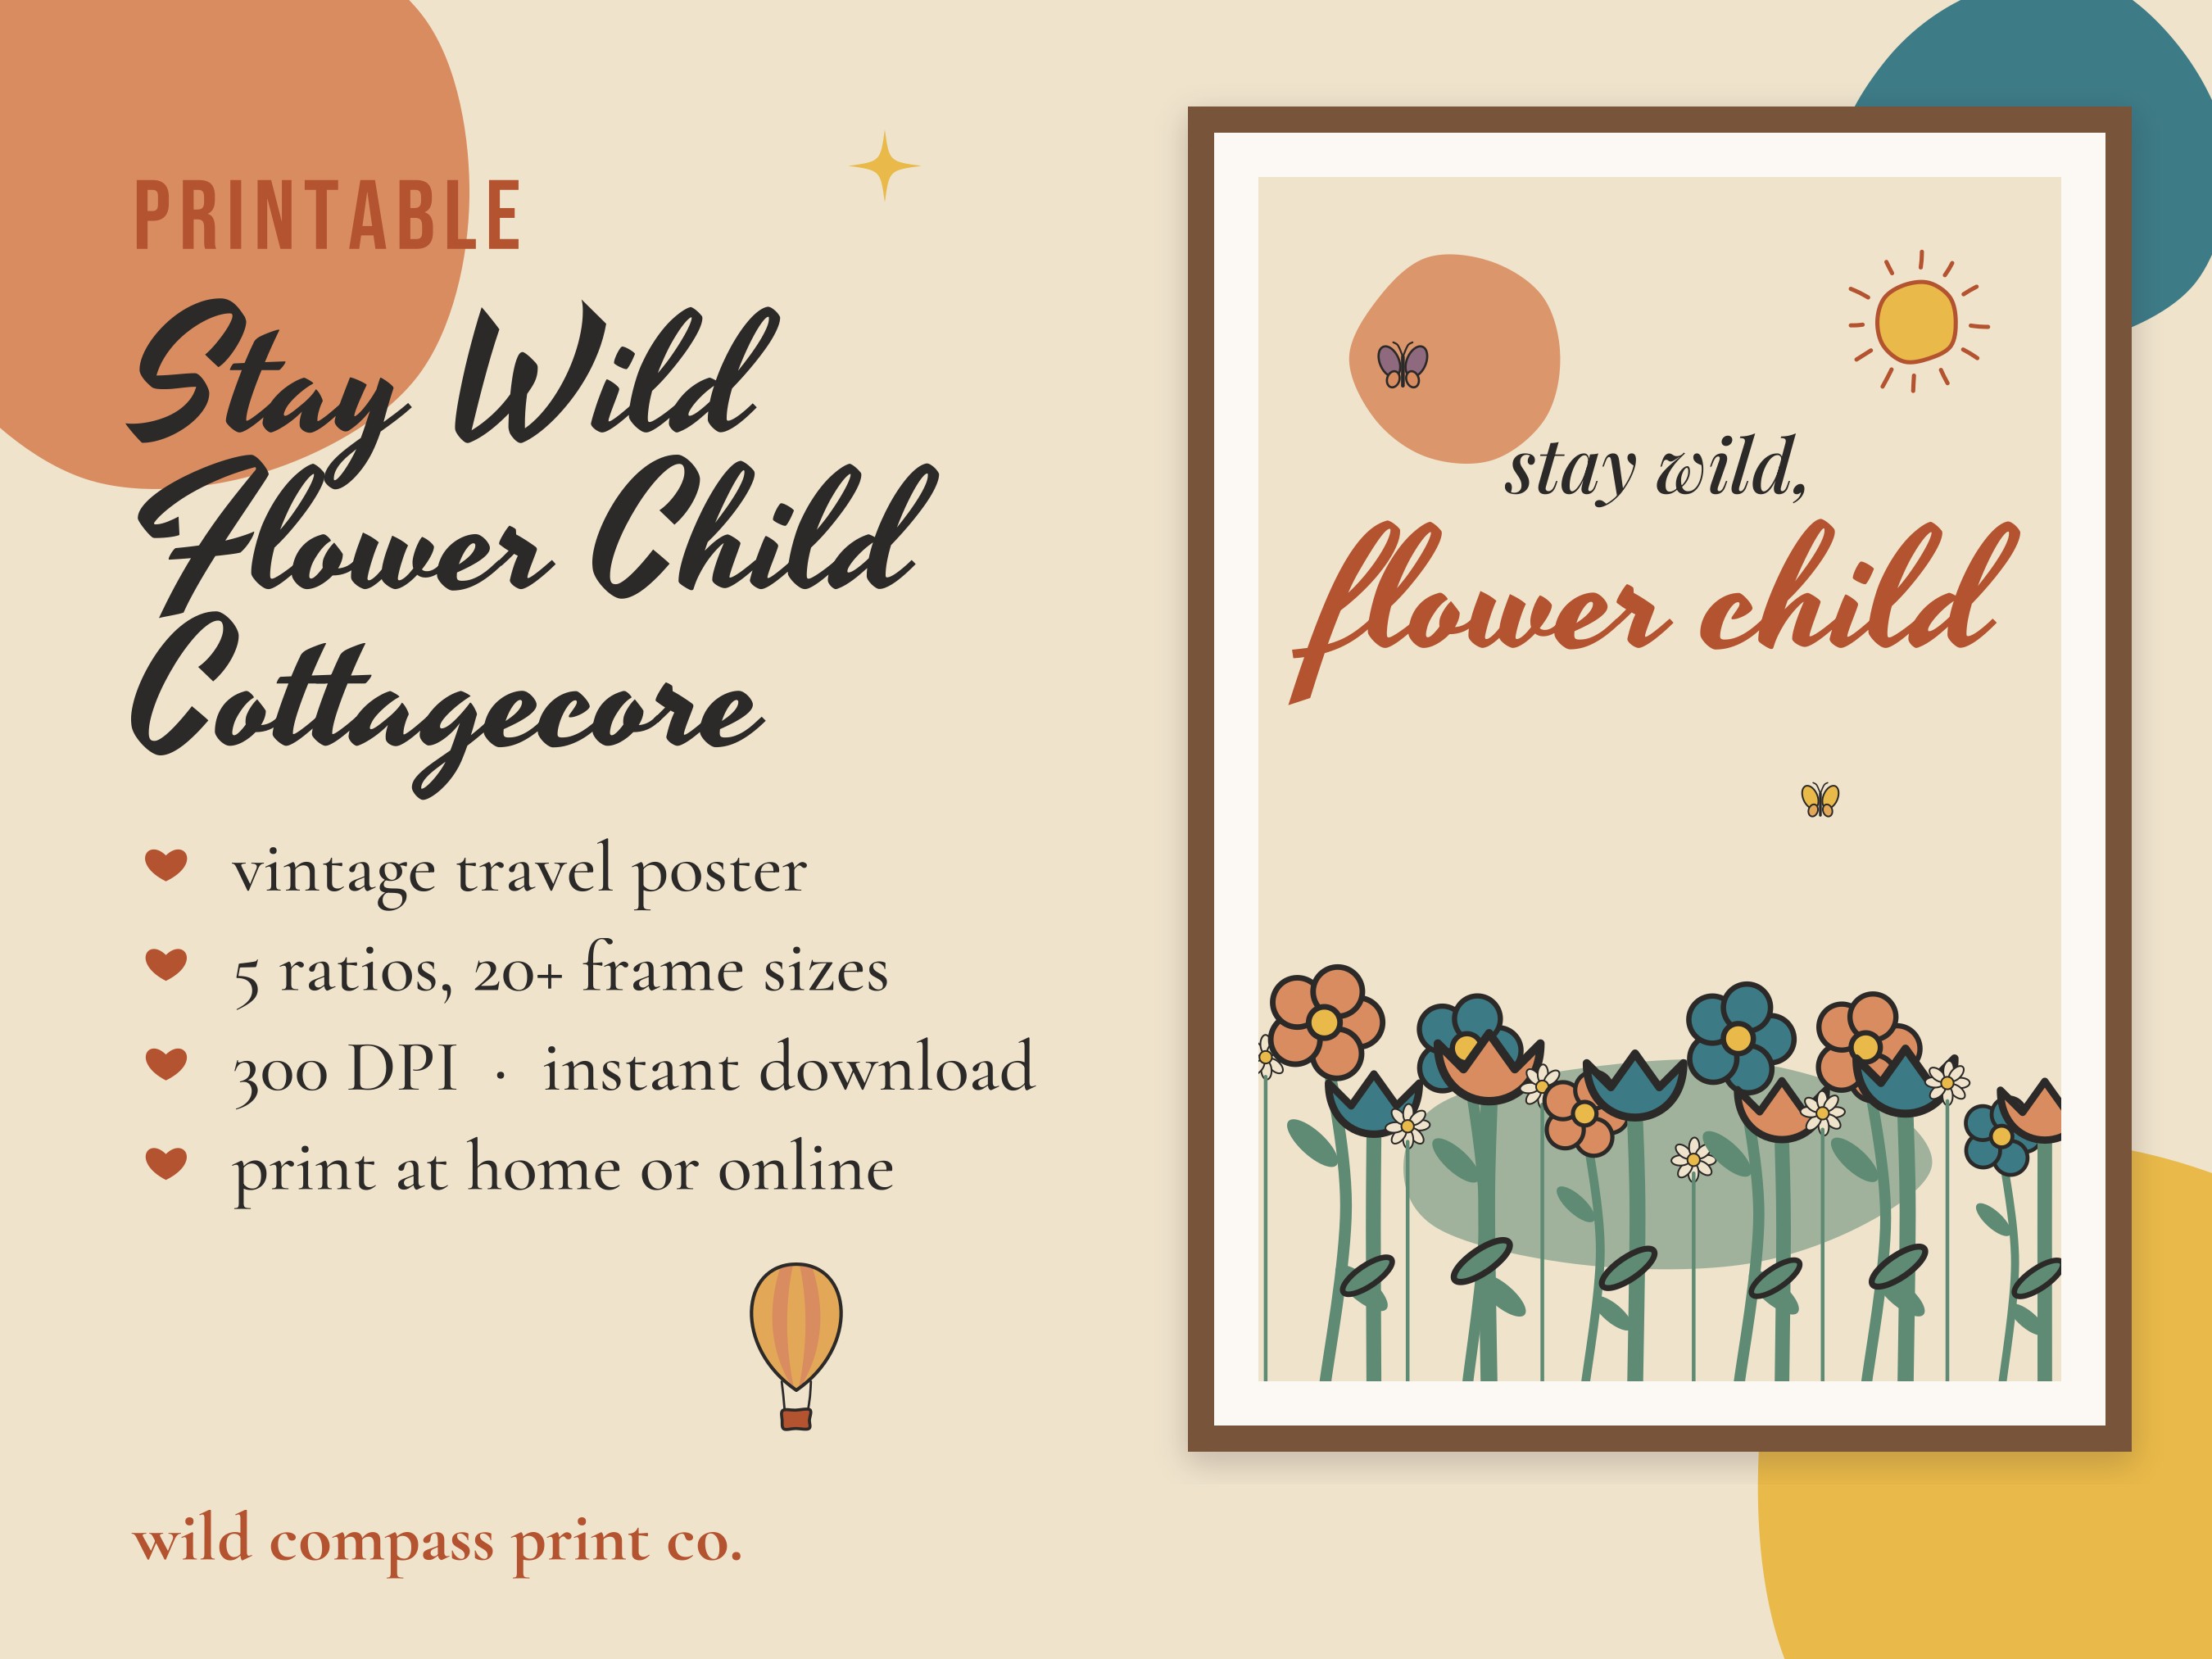 PRINTABLE
Stay Wild
Flower Child
Cottagecore
vintage travel poster
5 ratios, 20+ frame sizes
300 DPI · instant download
print at home or online
wild compass print co.
stay wild,
flower child